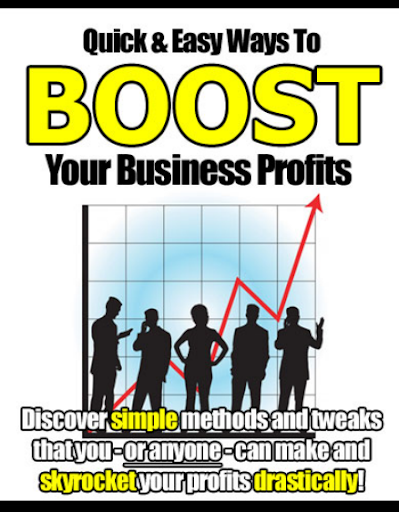 Quick & Easy Ways To
BOOST
Your Business Profits
Discover simple methods and tweaks
that you - or anyone - can make and
skyrocket your profits drastically!